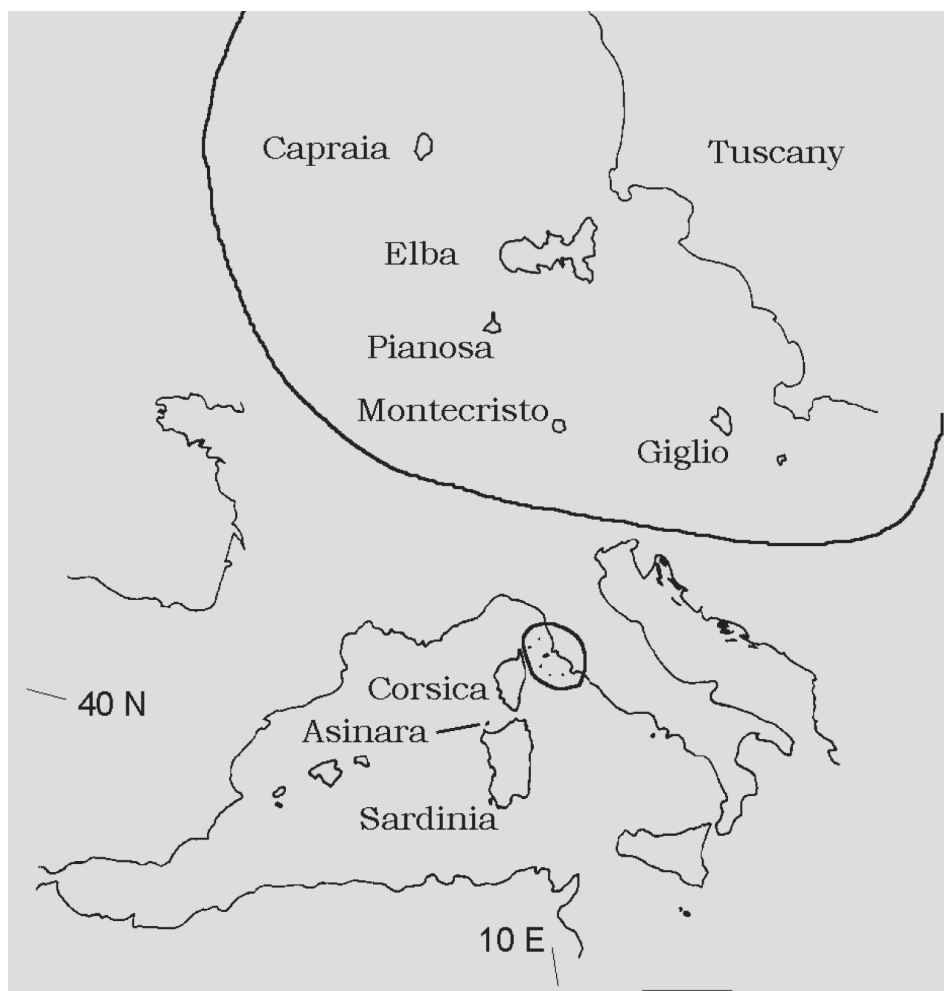 Capraia
Tuscany
Elba
Pianosa
Montecristo
Giglio
Corsica
40 N
Asinara
Sardinia
10 E